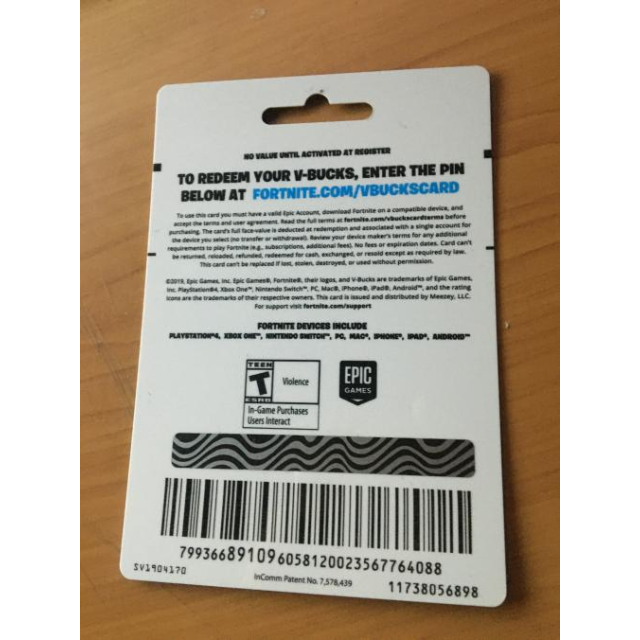 NO VALUE UNTIL ACTIVATED AT REGISTER
TO REDEEM YOUR V-BUCKS, ENTER THE PIN
BELOW AT FORTNITE.COM/VBUCKSCARD
To use this card you must have a valid Epic Account, download Fortnite on a compatible device, and
accept the terms and user agreement. Read the full terms at fortnite.com/vbuckscardterms before
purchasing. The card's full face-value is deducted at redemption and associated with a single account for
the device you select (no transfer or withdrawal). Review your device maker's terms for any additional
requirements to play Fortnite (e.g., subscriptions, additional fees). No fees or expiration dates. Card can't
be returned, reloaded, refunded, redeemed for cash, exchanged, or resold except as required by law.
This card can't be replaced if lost, stolen, destroyed, or used without permission.
©2019, Epic Games, Inc. Epic Games®, Fortnite®, their logos, and V-Bucks are trademarks of Epic Games,
Inc. PlayStation®4, Xbox One™, Nintendo Switch™, PC, Mac®, iPhone®, iPad®, Android™, and the rating
icons are the trademarks of their respective owners. This card is issued and distributed by Meezey, LLC.
For support visit fortnite.com/support
FORTNITE DEVICES INCLUDE
PLAYSTATION®4, XBOX ONE™, NINTENDO SWITCH™, PC, MAC®, IPHONE®, IPAD®, ANDROID™
TEEN
T
ESRB
Violence
In-Game Purchases
Users Interact
EPIC
GAMES
799366891096058120023567764088
SV1904170
InComm Patent No. 7,578,439
11738056898